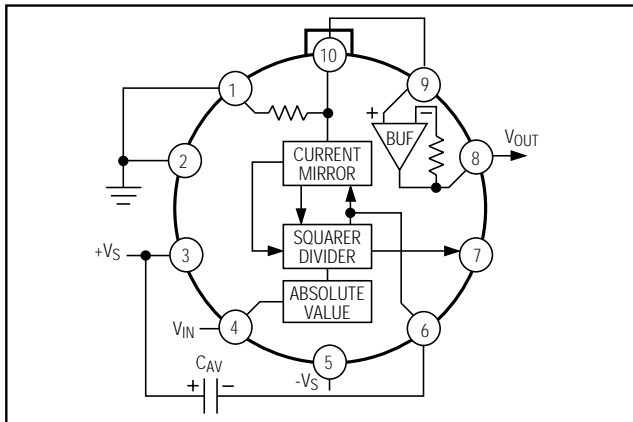 10
1
9
+ −
BUF
2
8
VOUT
CURRENT
MIRROR
+VS
3
SQUARER
DIVIDER
7
ABSOLUTE
VALUE
VIN
4
6
CAV
5
+ −
-VS